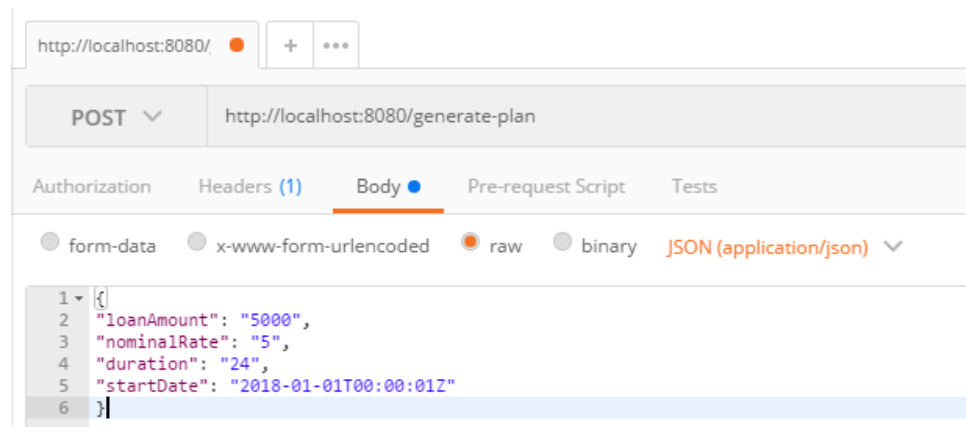 http://localhost:8080/ + •••
POST http://localhost:8080/generate-plan
Authorization Headers (1) Body Pre-request Script Tests
form-data x-www-form-urlencoded raw binary JSON (application/json)
1 {
2 "loanAmount": "5000",
3 "nominalRate": "5",
4 "duration": "24",
5 "startDate": "2018-01-01T00:00:01Z"
6 }